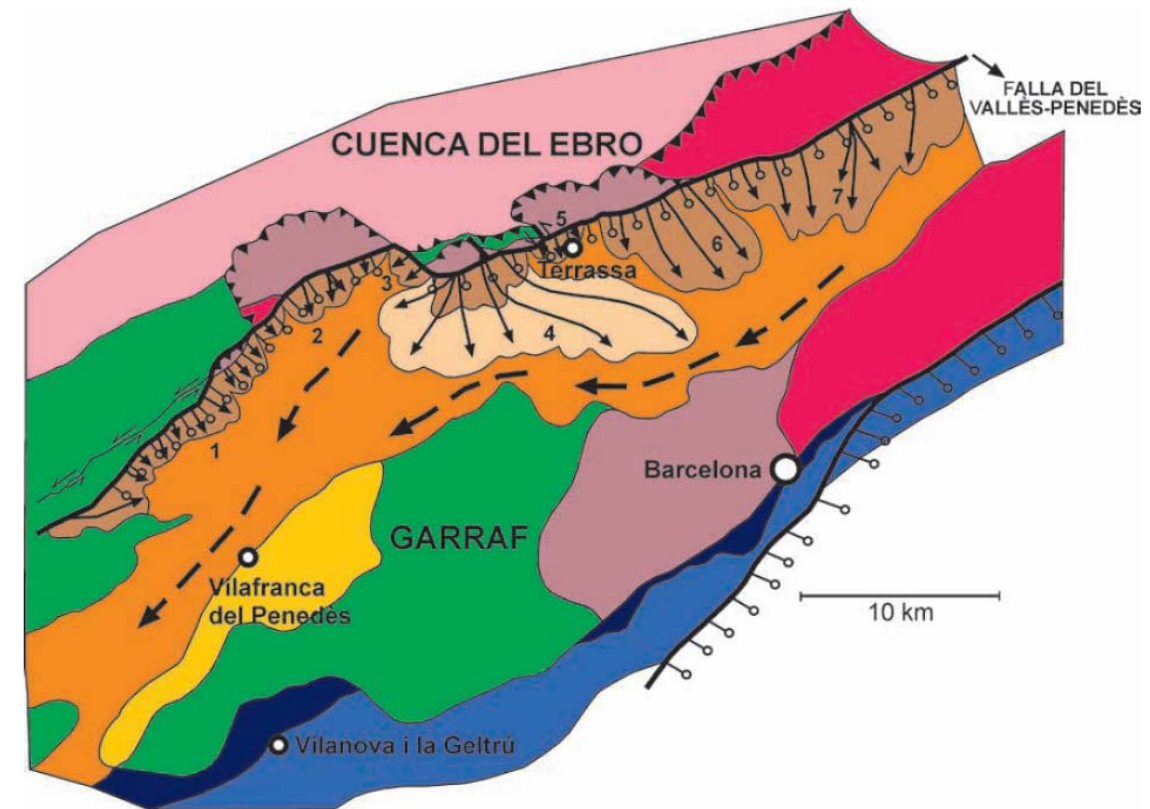 FALLA DEL
VALLÈS-PENEDÈS
CUENCA DEL EBRO
5
7
6
Terrassa
3
2
4
1
Barcelona
GARRAF
Vilafranca
del Penedès
10 km
Vilanova i la Geltrú